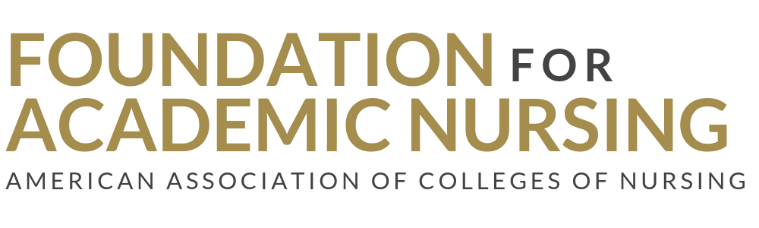 FOUNDATION FOR
ACADEMIC NURSING
AMERICAN ASSOCIATION OF COLLEGES OF NURSING